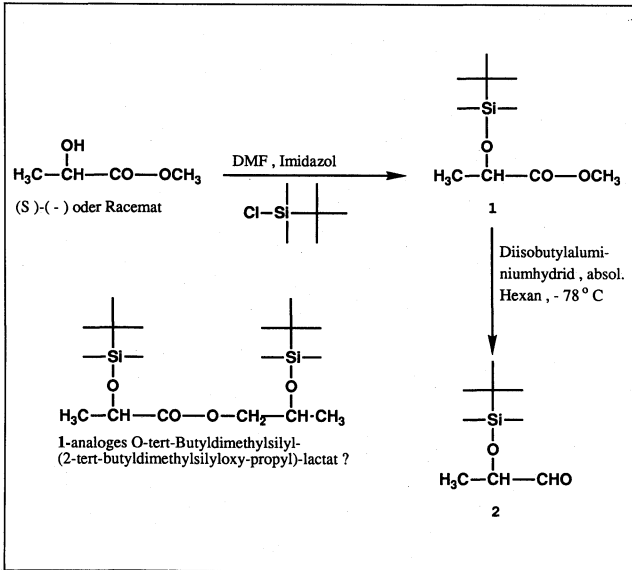 OH
H₃C—CH—CO—OCH₃
(S)-(-) oder Racemat
DMF , Imidazol
Cl—Si
Si
O
H₃C—CH—CO—OCH₃
1
Diisobutylalumi-
niumhydrid , absol.
Hexan , - 78° C
Si
O
H₃C—CH—CHO
2
Si Si
O O
H₃C—CH—CO—O—CH₂—CH-CH₃
1-analoges O-tert-Butyldimethylsilyl-
(2-tert-butyldimethylsilyloxy-propyl)-lactat ?